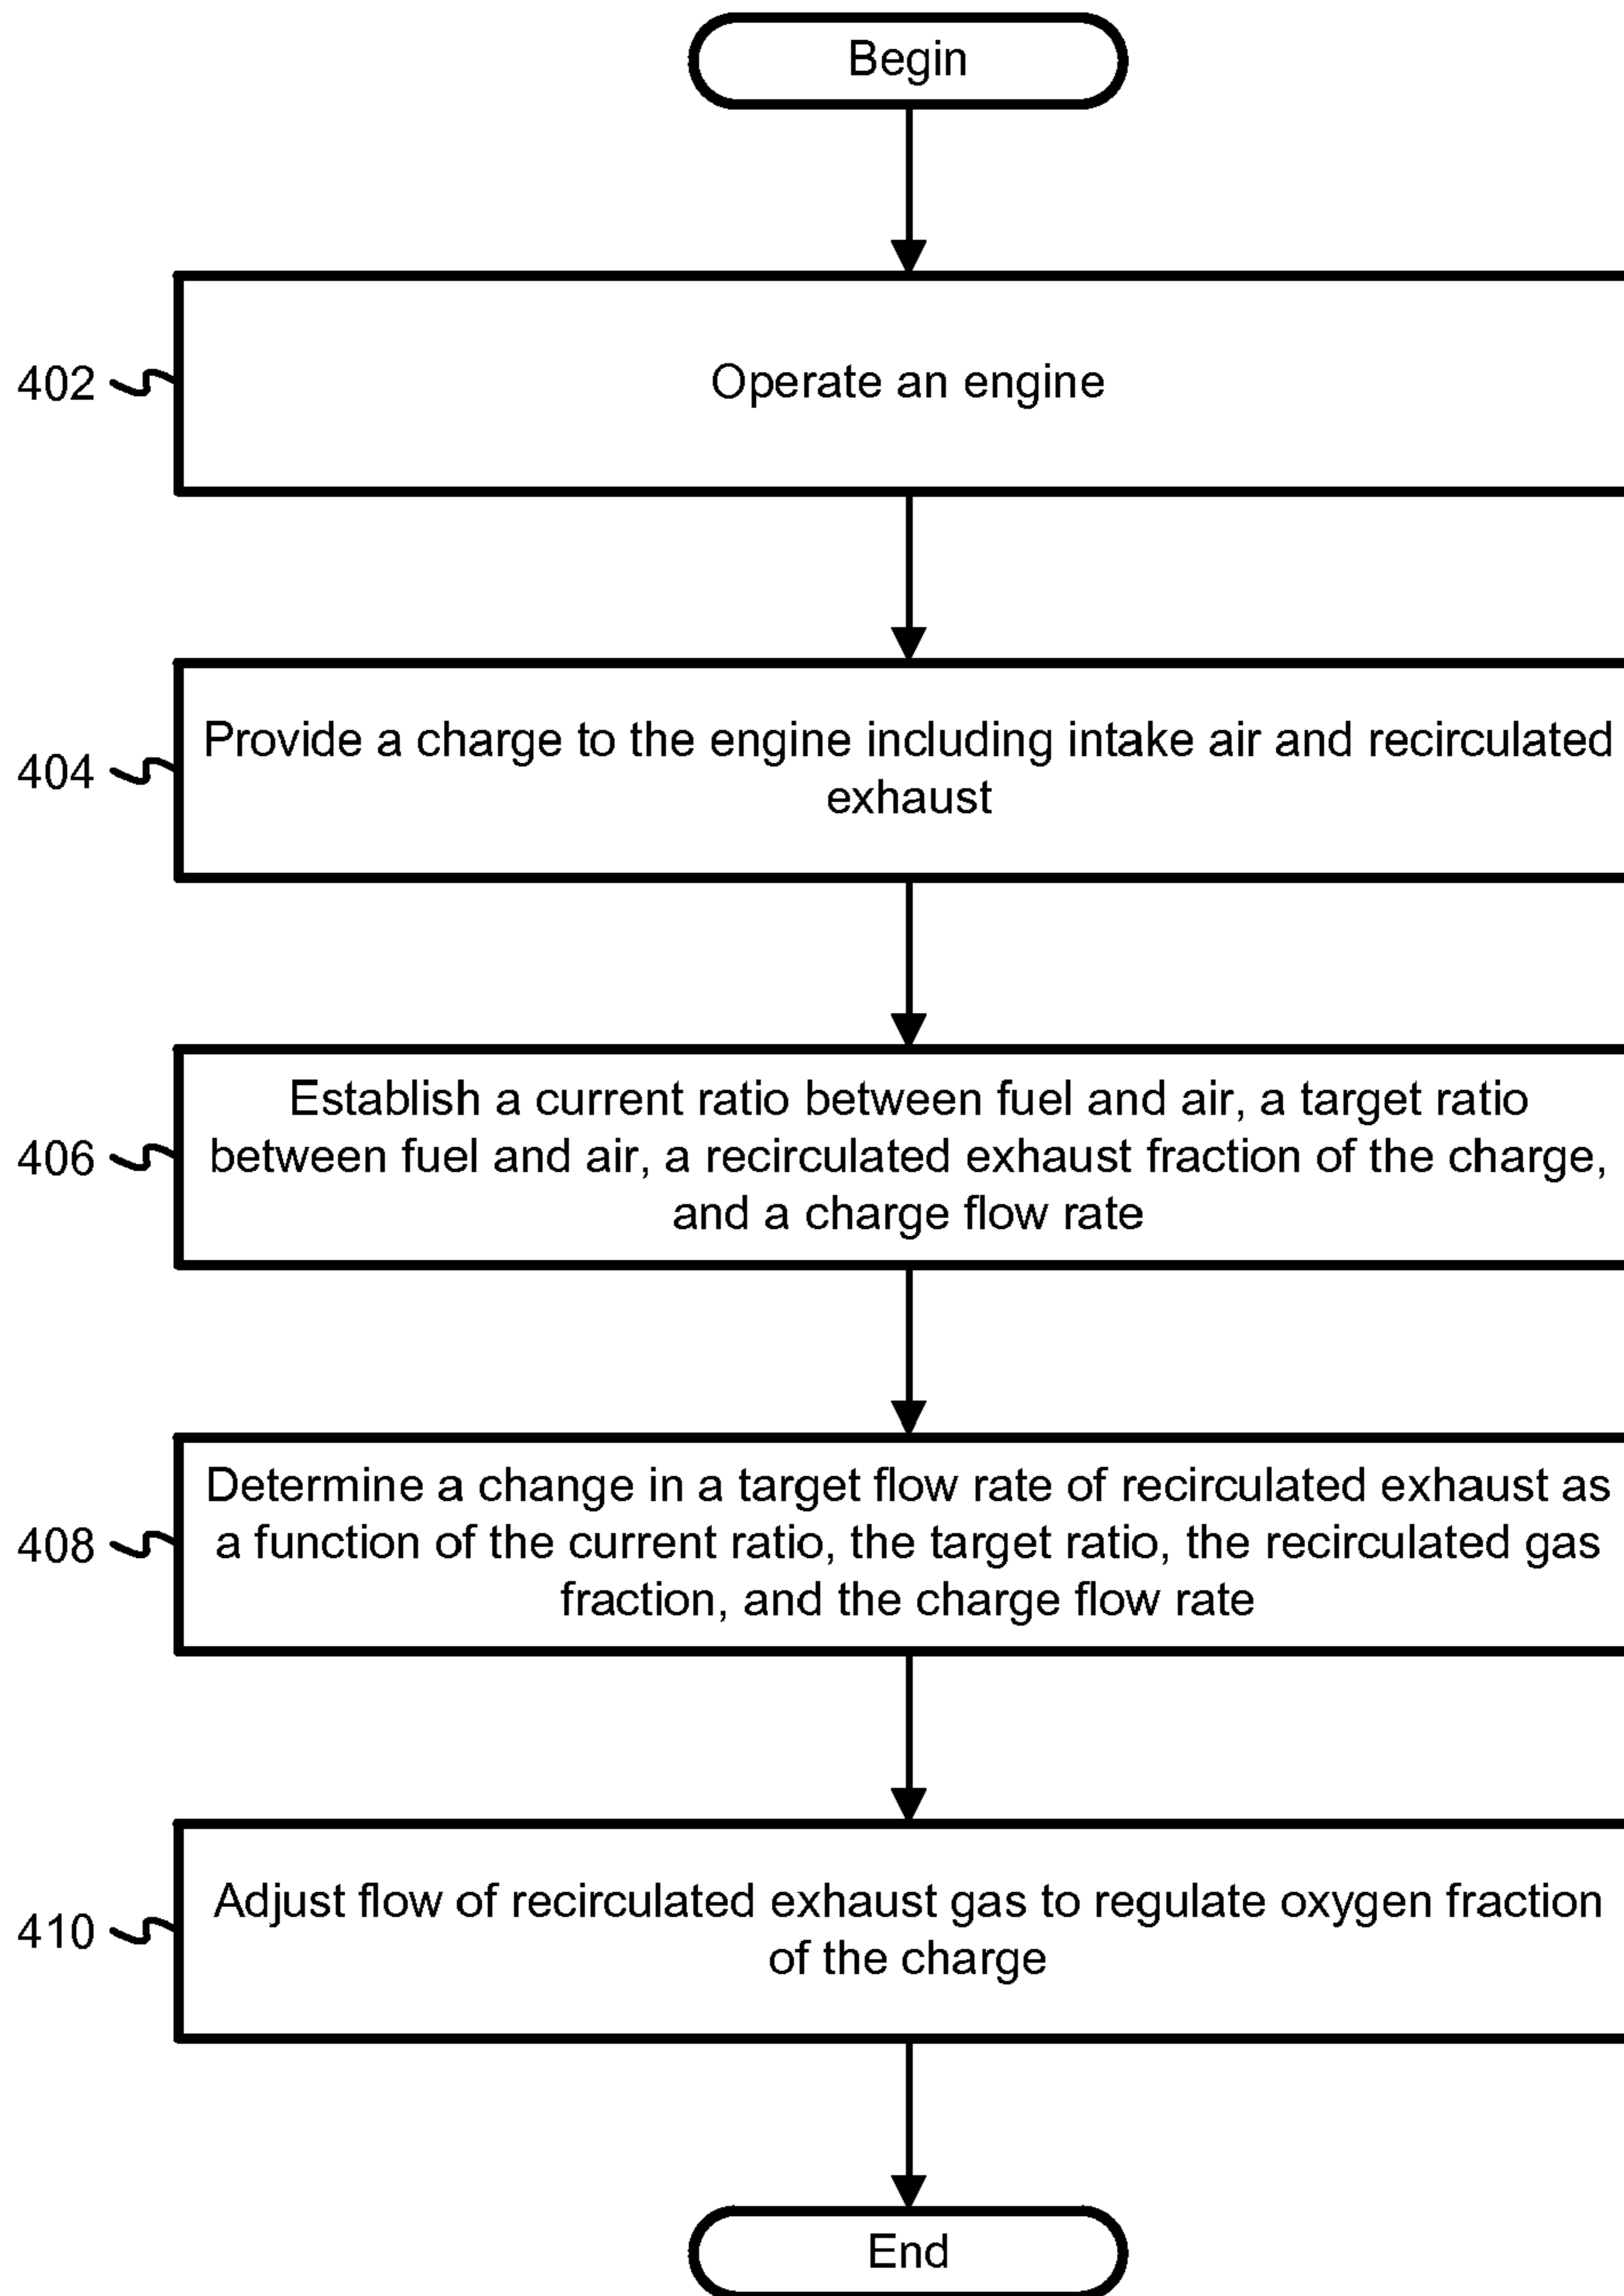 Begin
402
Operate an engine
404
Provide a charge to the engine including intake air and recirculated
exhaust
406
Establish a current ratio between fuel and air, a target ratio
between fuel and air, a recirculated exhaust fraction of the charge,
and a charge flow rate
408
Determine a change in a target flow rate of recirculated exhaust as
a function of the current ratio, the target ratio, the recirculated gas
fraction, and the charge flow rate
410
Adjust flow of recirculated exhaust gas to regulate oxygen fraction
of the charge
End